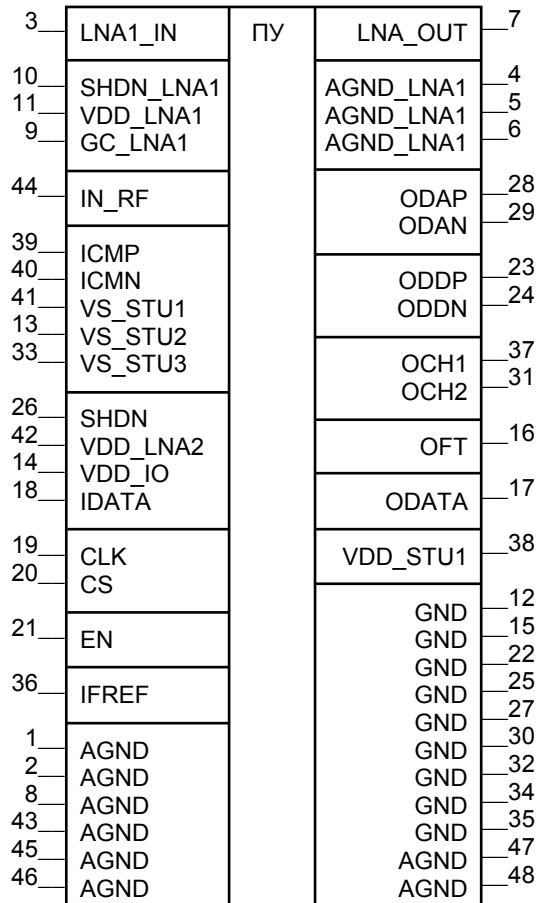 3 LNA1_IN ПУ LNA_OUT 7
10 SHDN_LNA1 AGND_LNA1 4
11 VDD_LNA1 AGND_LNA1 5
9 GC_LNA1 AGND_LNA1 6
44 IN_RF ODAP 28
ODAN 29
39 ICMP ODDP 23
40 ICMN ODDN 24
41 VS_STU1
13 VS_STU2 OCH1 37
33 VS_STU3 OCH2 31
26 SHDN OFT 16
42 VDD_LNA2
14 VDD_IO ODATA 17
18 IDATA
19 CLK VDD_STU1 38
20 CS
GND 12
21 EN GND 15
GND 22
36 IFREF GND 25
GND 27
1 AGND GND 30
2 AGND GND 32
8 AGND GND 34
43 AGND GND 35
45 AGND AGND 47
46 AGND AGND 48